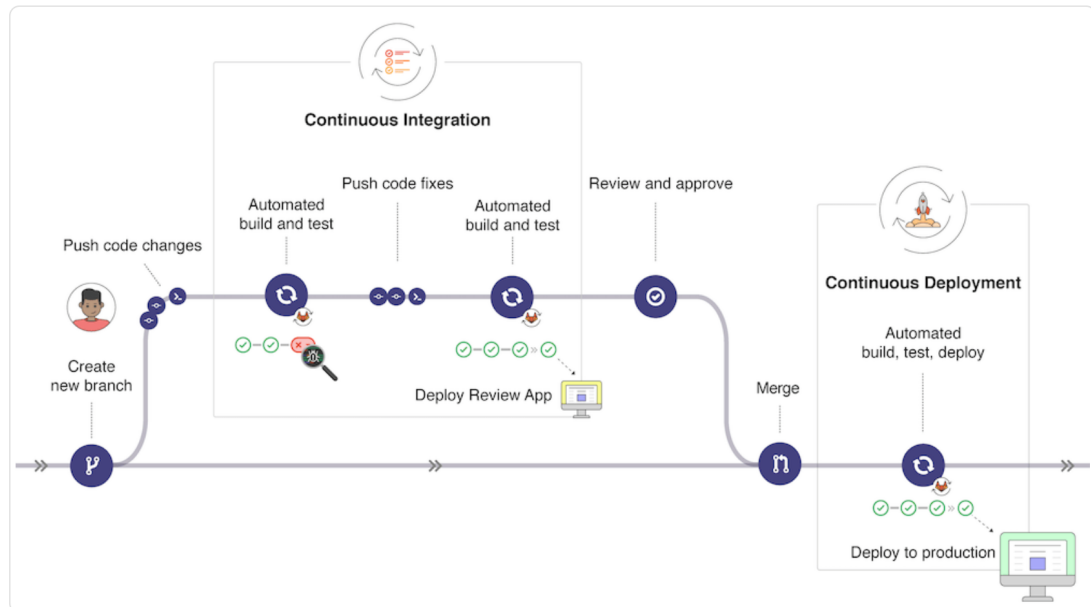 Continuous Integration
Push code fixes
Review and approve
Automated
build and test
Automated
build and test
Push code changes
Continuous Deployment
Create
new branch
Automated
build, test, deploy
Deploy Review App
Merge
Deploy to production